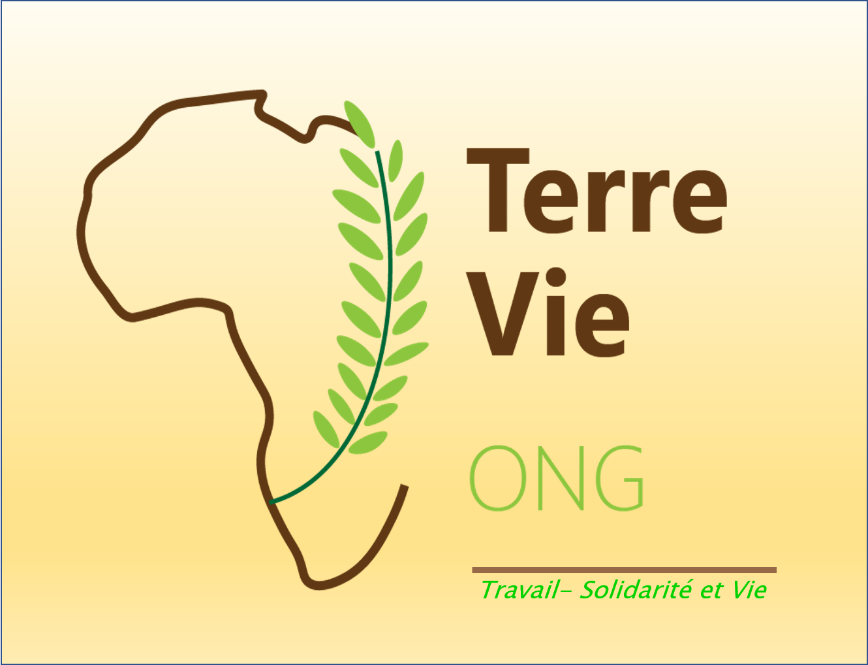 Terre
Vie
ONG
Travail- Solidarité et Vie